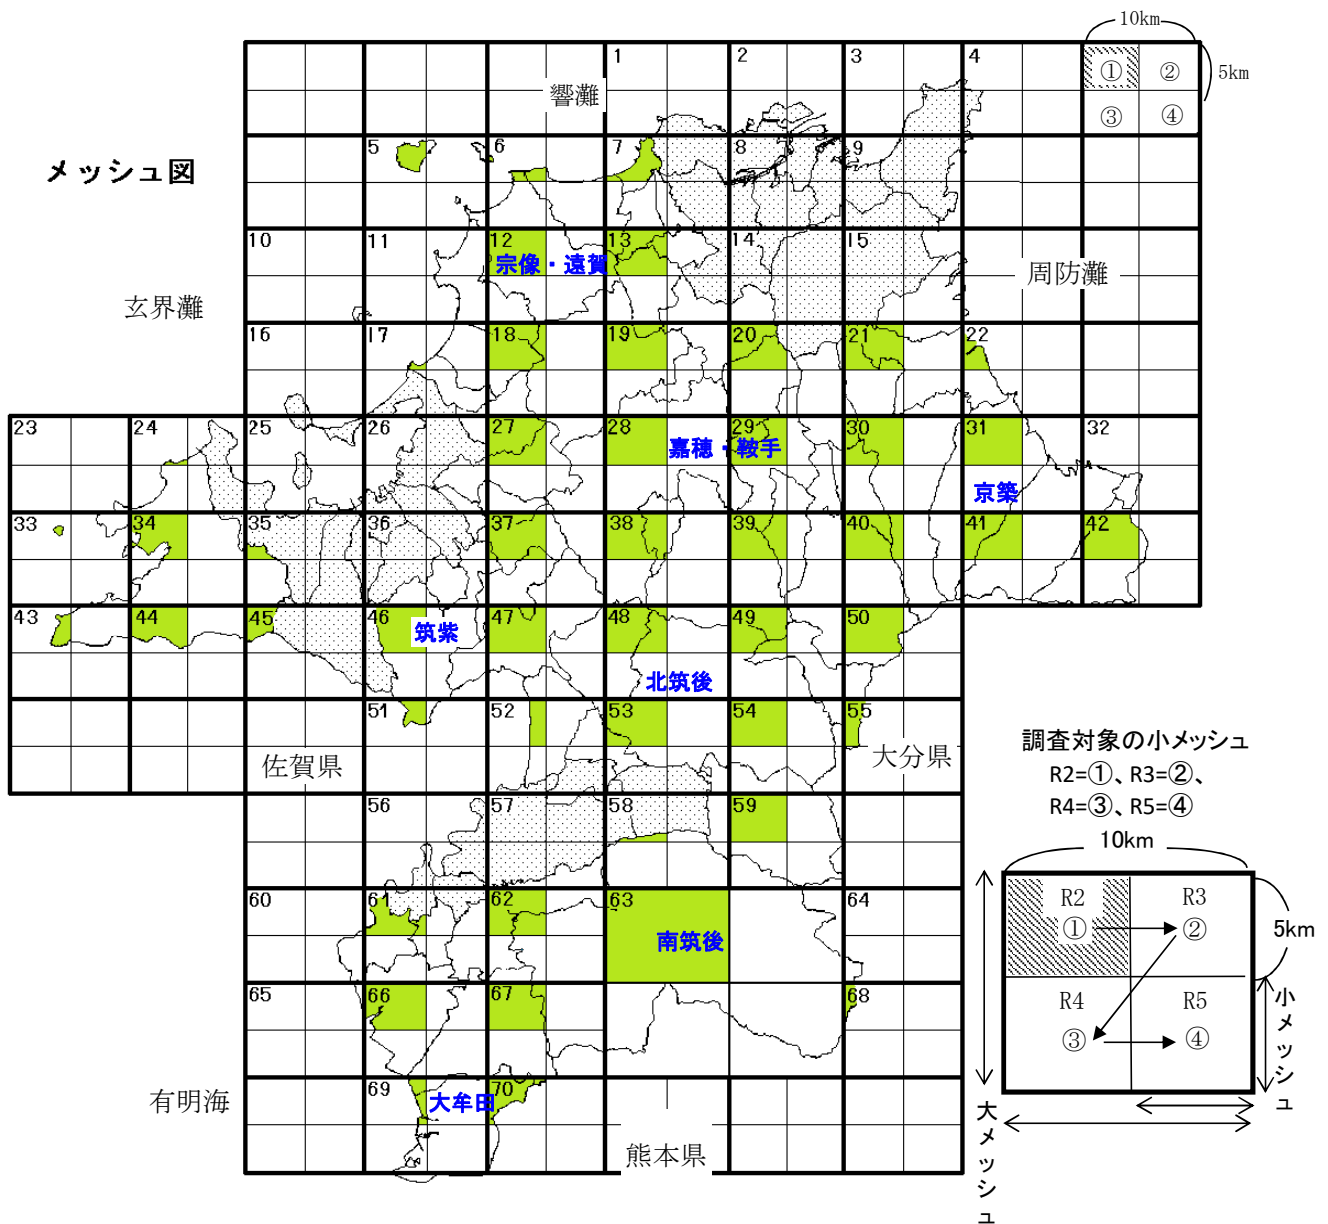 10km
1 2 3 4 ① ② 5km
響灘
③ ④
メッシュ図
5 6 7 8 9
10 11 12 13 14 15
宗像・遠賀
周防灘
玄界灘
16 17 18 19 20 21 22
23 24 25 26 27 28 29 30 31 32
嘉穂・鞍手
京築
33 34 35 36 37 38 39 40 41 42
43 44 45 46 47 48 49 50
筑紫
北筑後
51 52 53 54 55
佐賀県
大分県
調査対象の小メッシュ
R2=①、R3=②、
R4=③、R5=④
56 57 58 59
10km
60 61 62 63 64
南筑後
R2 R3
① ②
5km
65 66 67 68
R4 R5
③ ④
小メッシュ
69 70
大牟田
有明海
熊本県
大メッシュ